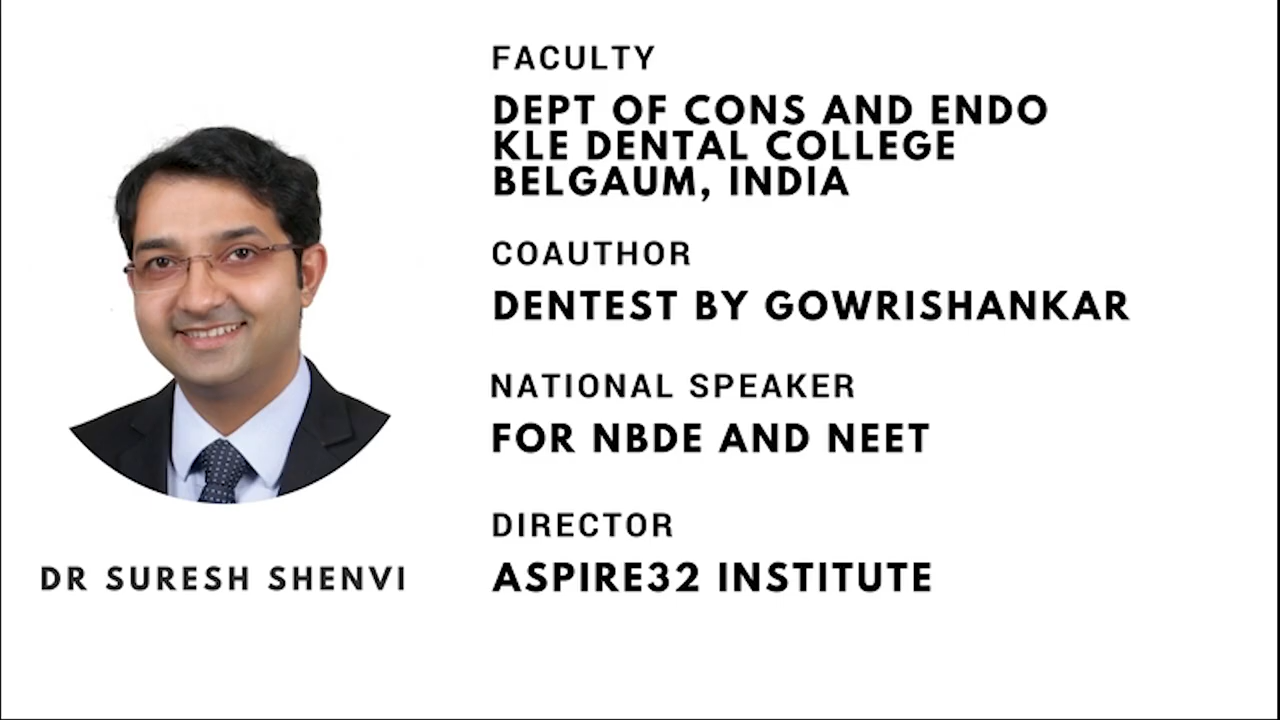 FACULTY
DEPT OF CONS AND ENDO
KLE DENTAL COLLEGE
BELGAUM, INDIA
COAUTHOR
DENTEST BY GOWRISHANKAR
NATIONAL SPEAKER
FOR NBDE AND NEET
DIRECTOR
ASPIRE32 INSTITUTE
DR SURESH SHENVI